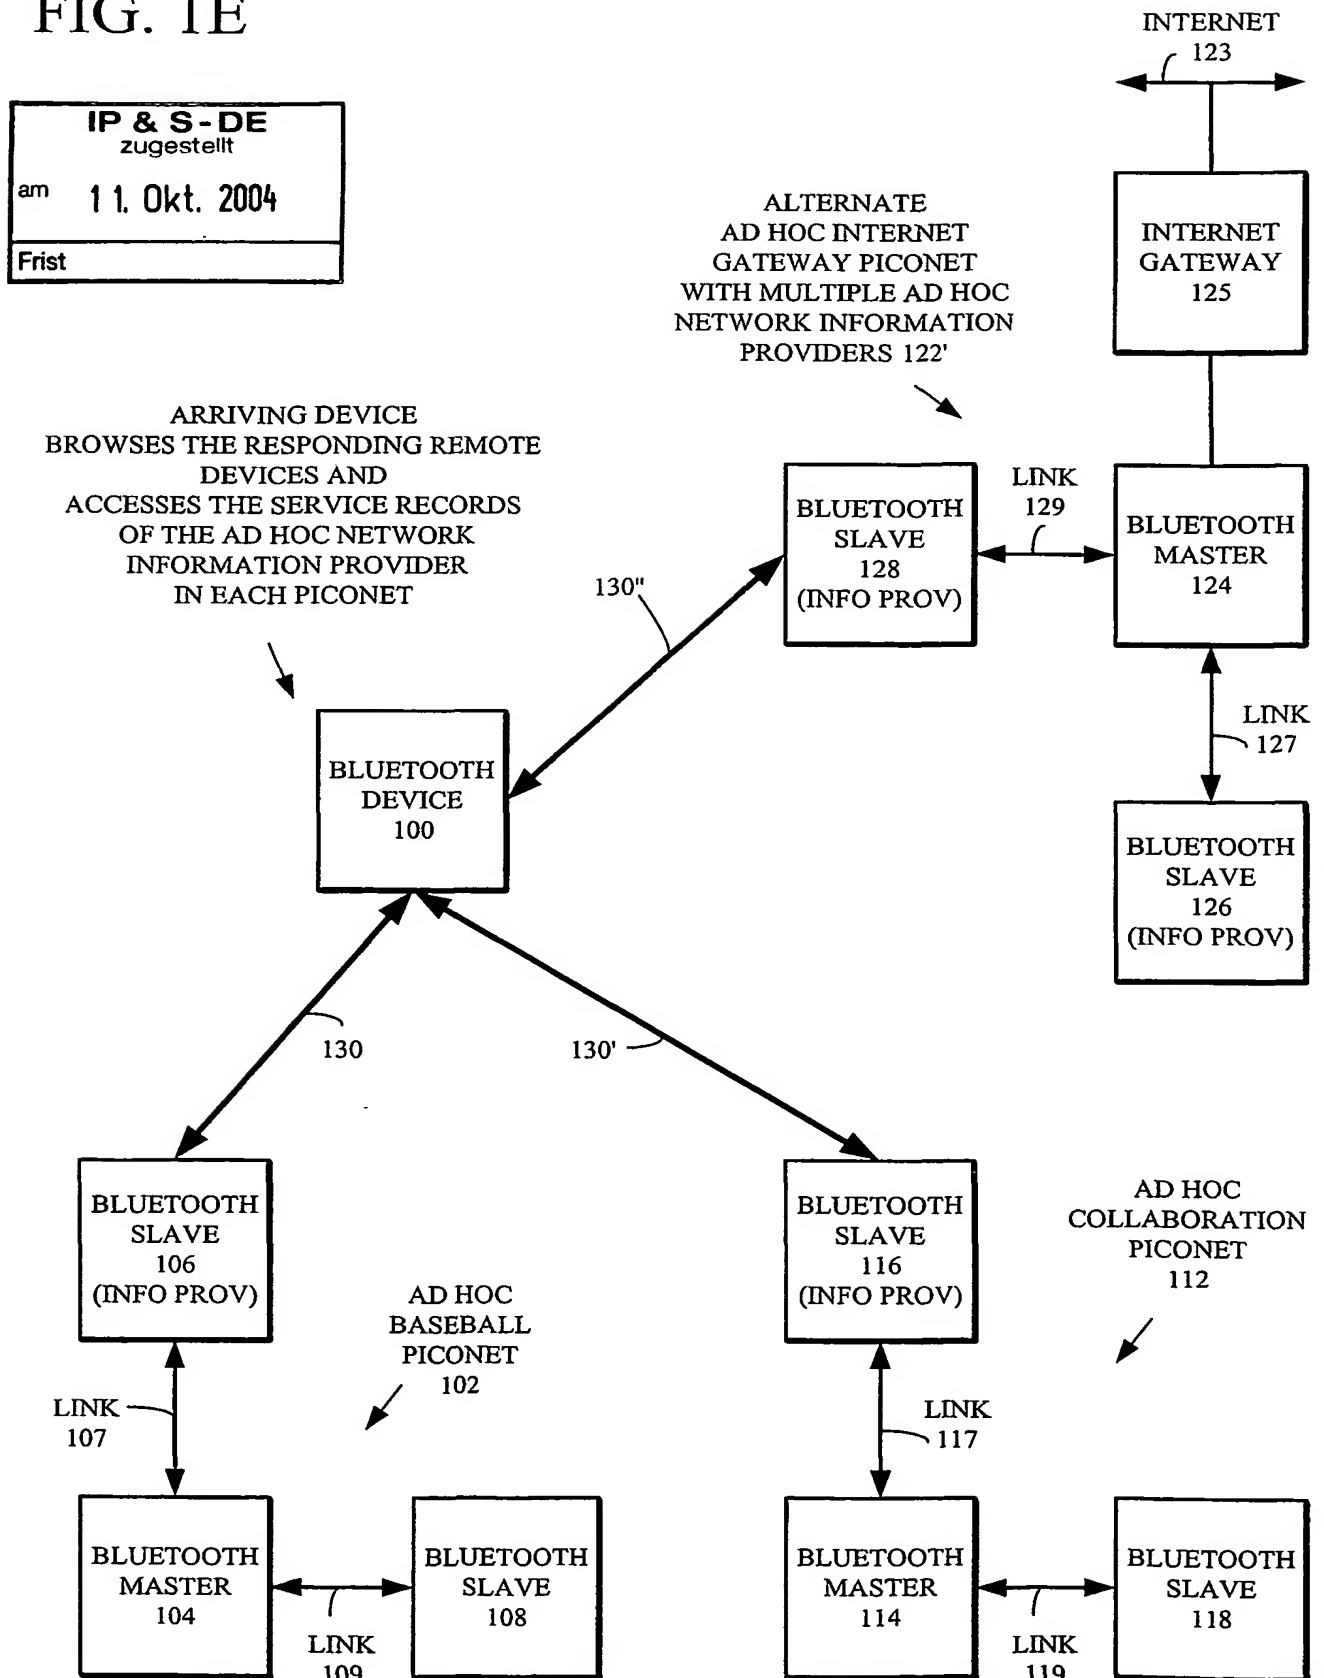 FIG. 1E
IP & S - DE
zugestellt
am 11. Okt. 2004
Frist
INTERNET
123
INTERNET
GATEWAY
125
ALTERNATE
AD HOC INTERNET
GATEWAY PICONET
WITH MULTIPLE AD HOC
NETWORK INFORMATION
PROVIDERS 122'
ARRIVING DEVICE
BROWSES THE RESPONDING REMOTE
DEVICES AND
ACCESSES THE SERVICE RECORDS
OF THE AD HOC NETWORK
INFORMATION PROVIDER
IN EACH PICONET
BLUETOOTH
SLAVE
128
(INFO PROV)
LINK
129
BLUETOOTH
MASTER
124
130"
LINK
127
BLUETOOTH
DEVICE
100
BLUETOOTH
SLAVE
126
(INFO PROV)
130
130'
BLUETOOTH
SLAVE
106
(INFO PROV)
AD HOC
BASEBALL
PICONET
102
BLUETOOTH
SLAVE
116
(INFO PROV)
AD HOC
COLLABORATION
PICONET
112
LINK
107
LINK
117
BLUETOOTH
MASTER
104
LINK
109
BLUETOOTH
SLAVE
108
BLUETOOTH
MASTER
114
LINK
119
BLUETOOTH
SLAVE
118